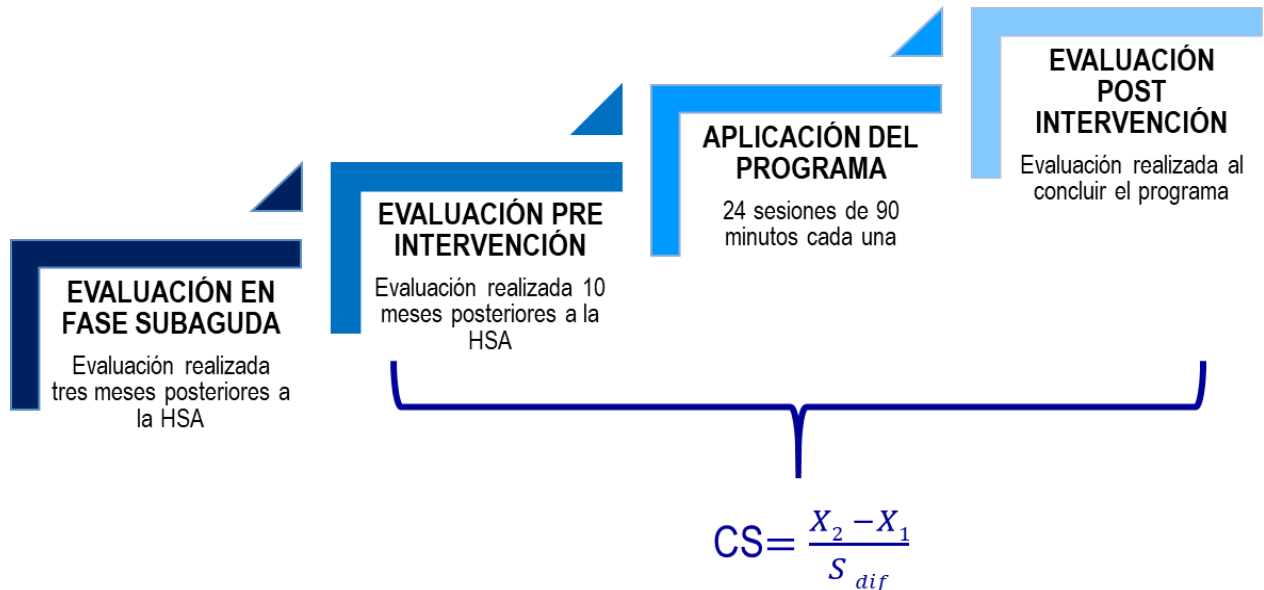 EVALUACIÓN EN
FASE SUBAGUDA
Evaluación realizada
tres meses posteriores a
la HSA
EVALUACIÓN PRE
INTERVENCIÓN
Evaluación realizada 10
meses posteriores a la
HSA
APLICACIÓN DEL
PROGRAMA
24 sesiones de 90
minutos cada una
EVALUACIÓN
POST
INTERVENCIÓN
Evaluación realizada al
concluir el programa
CS= X₂ −X₁
S dif